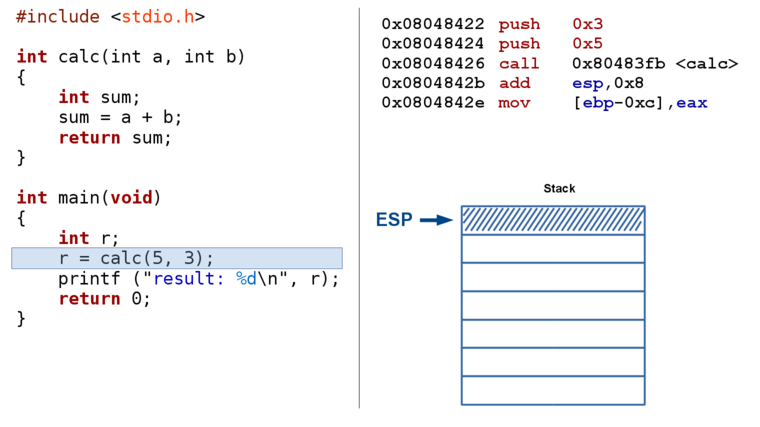 #include <stdio.h>
int calc(int a, int b)
{
int sum;
sum = a + b;
return sum;
}
int main(void)
{
int r;
r = calc(5, 3);
printf ("result: %d\n", r);
return 0;
}
0x08048422 push 0x3
0x08048424 push 0x5
0x08048426 call 0x80483fb <calc>
0x0804842b add esp,0x8
0x0804842e mov [ebp-0xc],eax
Stack
ESP